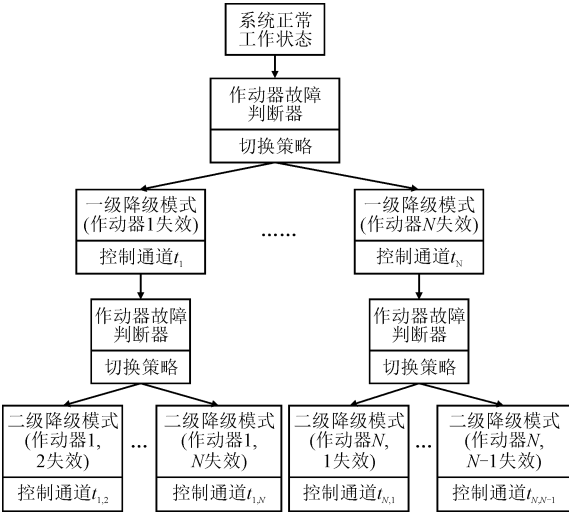 系统正常
工作状态
作动器故障
判断器
切换策略
一级降级模式
(作动器1失效)
控制通道t1
……
一级降级模式
(作动器N失效)
控制通道tN
作动器故障
判断器
切换策略
作动器故障
判断器
切换策略
二级降级模式
(作动器1,
2失效)
控制通道t1,2
…
二级降级模式
(作动器1,
N失效)
控制通道t1,N
二级降级模式
(作动器N,
1失效)
控制通道tN,1
…
二级降级模式
(作动器N,
N−1失效)
控制通道tN,N−1